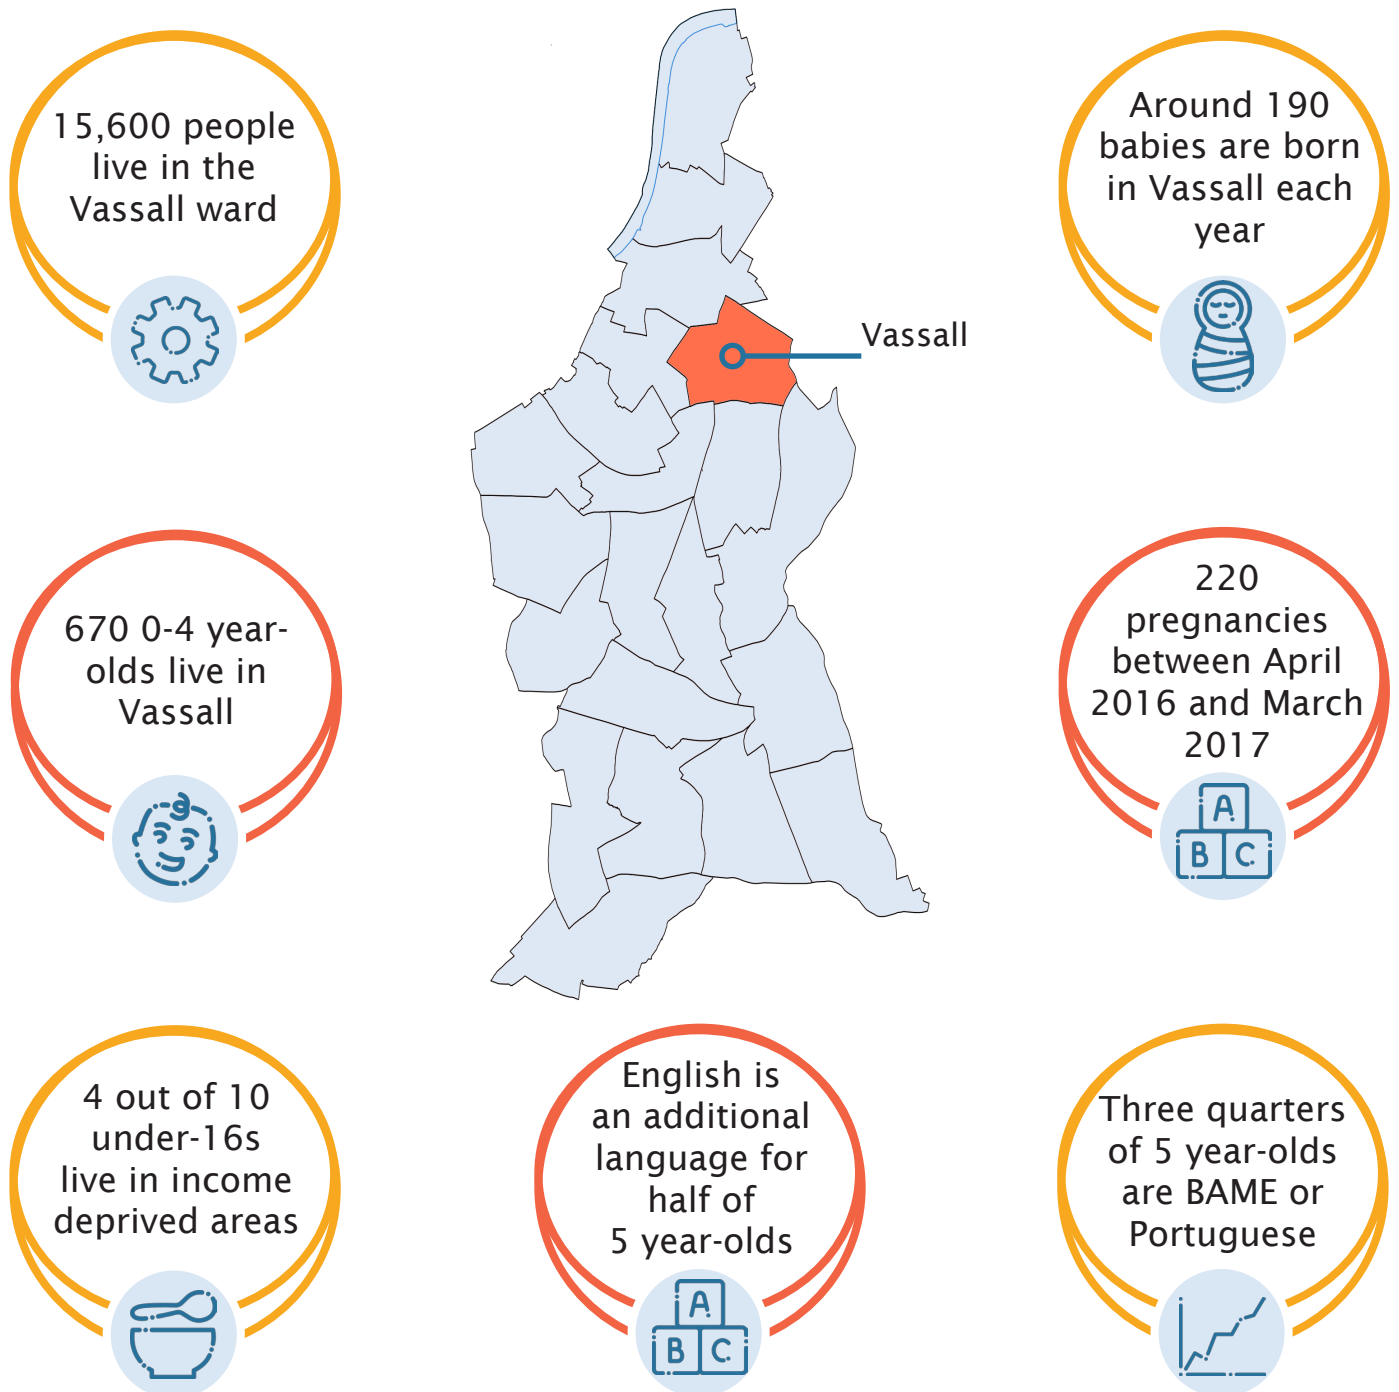 15,600 people
live in the
Vassall ward
Around 190
babies are born
in Vassall each
year
Vassall
670 0-4 year-
olds live in
Vassall
220
pregnancies
between April
2016 and March
2017
A
B C
4 out of 10
under-16s
live in income
deprived areas
English is
an additional
language for
half of
5 year-olds
A
B C
Three quarters
of 5 year-olds
are BAME or
Portuguese